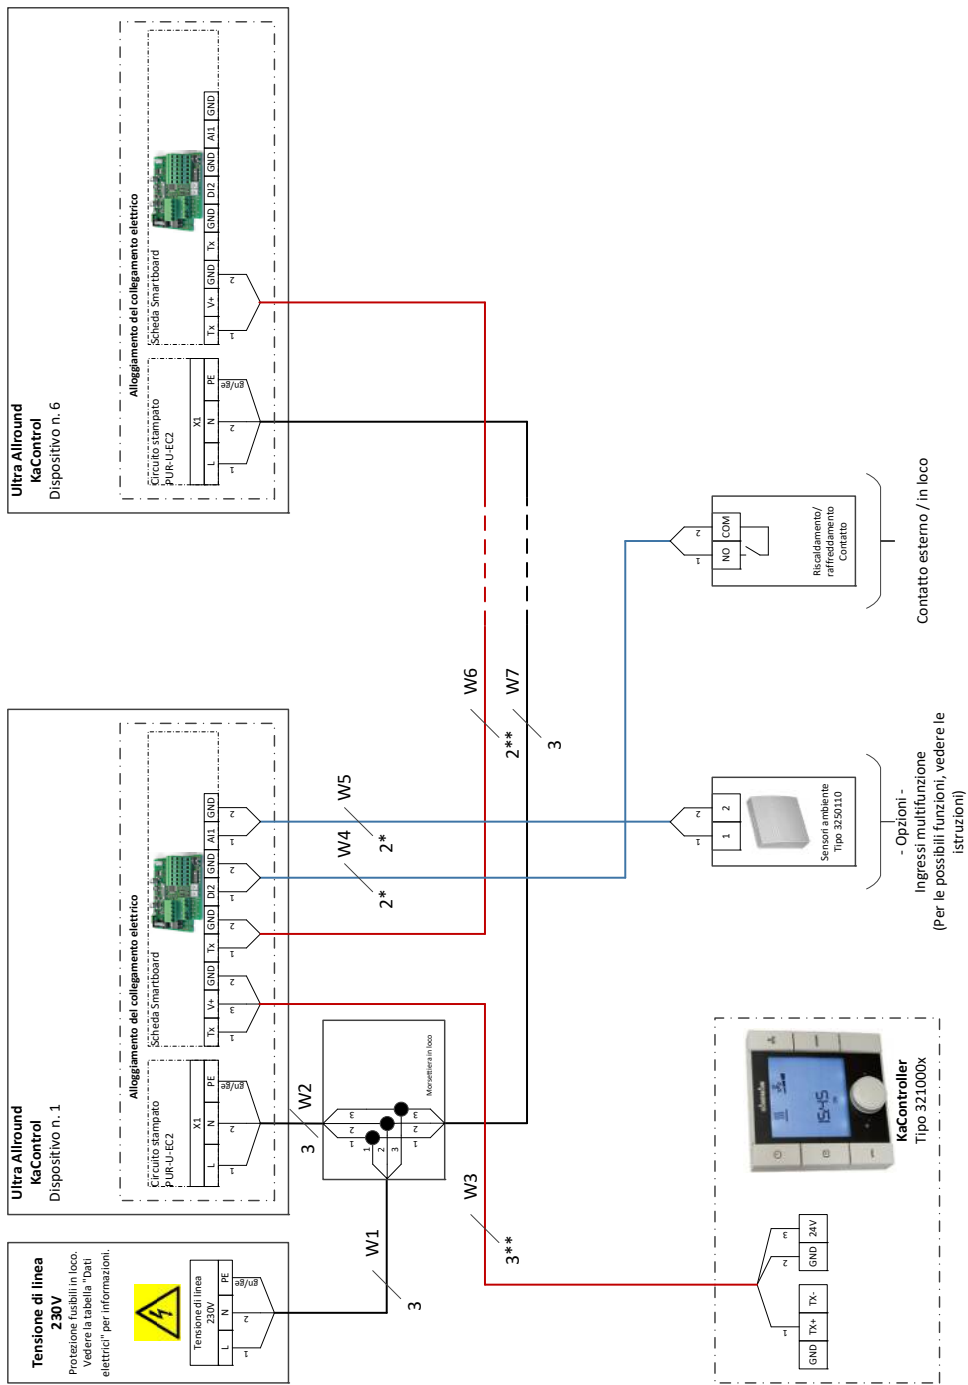 Tensione di linea
230V
Protezione fusibili in loco.
Vedere la tabella "Dati
elettrici" per informazioni.
Tensione di linea
230V
L N PE
1 2 gn/ge
Ultra Allround
KaControl
Dispositivo n. 1
Alloggiamento del collegamento elettrico
Circuito stampato
PUR-U-EC2
X1
L N PE
1 2 gn/ge
Scheda Smartboard
Tx V+ GND Tx GND DI2 GND AI1 GND
1 3 2 1 2 1 2 1 2
Ultra Allround
KaControl
Dispositivo n. 6
Alloggiamento del collegamento elettrico
Circuito stampato
PUR-U-EC2
X1
L N PE
1 2 gn/ge
Scheda Smartboard
Tx V+ GND Tx GND DI2 GND AI1 GND
1 2
W1
3
W2
3
1 2 3
1 2 3
1 2 3
Morsettiera in loco
W3
3**
W4
2*
W5
2*
W6
2**
W7
3
GND TX+ TX- GND 24V
1 2 3
15:45
KaController
Tipo 321000x
1 2
1 2
Sensori ambiente
Tipo 3250110
- Opzioni -
Ingressi multifunzione
(Per le possibili funzioni, vedere le
istruzioni)
1 2
NO COM
Riscaldamento/
raffreddamento
Contatto
Contatto esterno / in loco